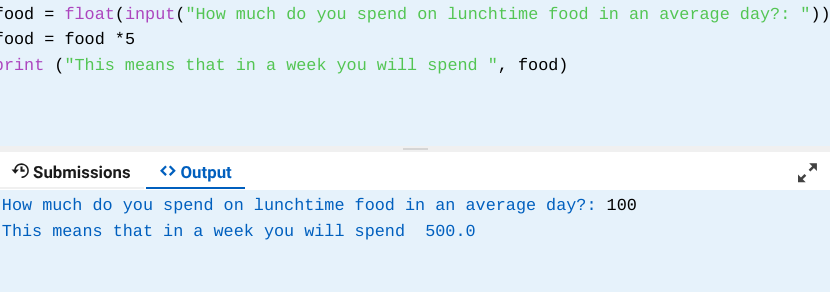 food = float(input("How much do you spend on lunchtime food in an average day?: "))
food = food *5
print ("This means that in a week you will spend ", food)
Submissions
<> Output
How much do you spend on lunchtime food in an average day?: 100
This means that in a week you will spend  500.0